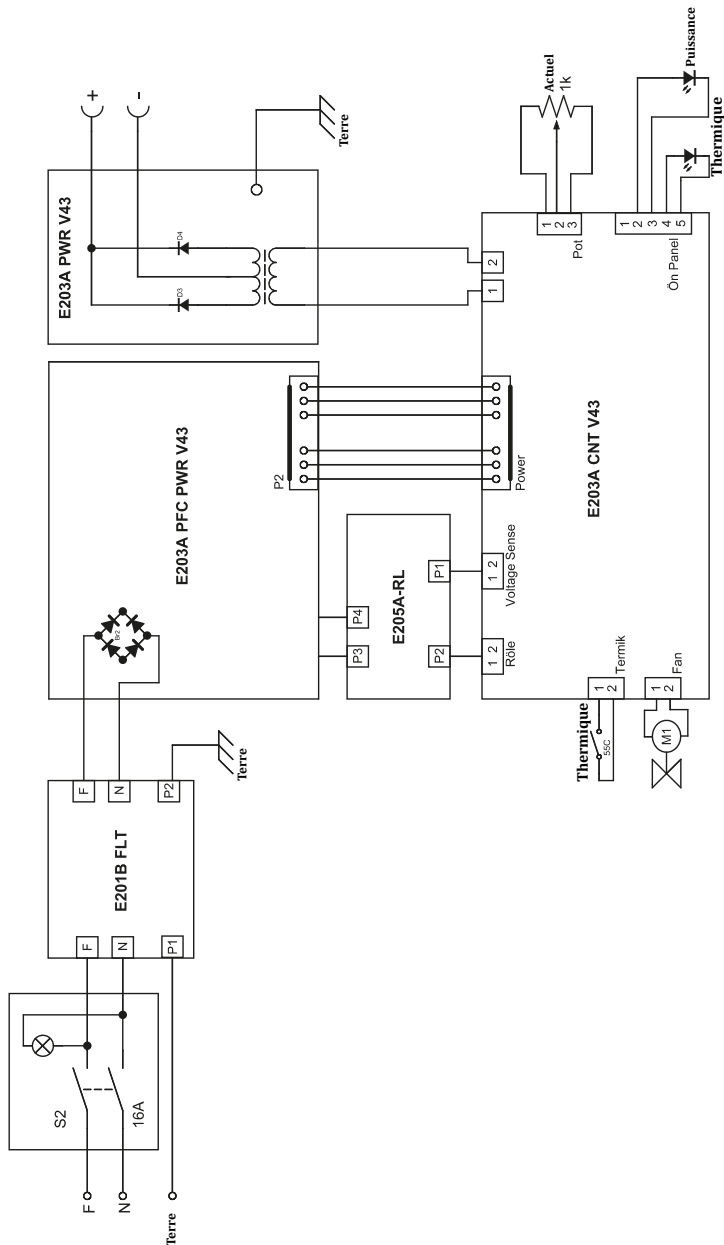 F
N
Terre
S2
16A
F
N
P1
E201B FLT
F
N
P2
Terre
Br2
E203A PFC PWR V43
P2
P3
P4
E205A-RL
P2
P1
E203A PWR V43
D3
D4
+
-
Terre
Thermique
55C
1
2
Termik
M1
1
2
Fan
1 2
Röle
1 2
Voltage Sense
Power
E203A CNT V43
1
2
Actuel
1k
1
2
3
Pot
1
2
3
4
5
Ön Panel
Puissance
Thermique